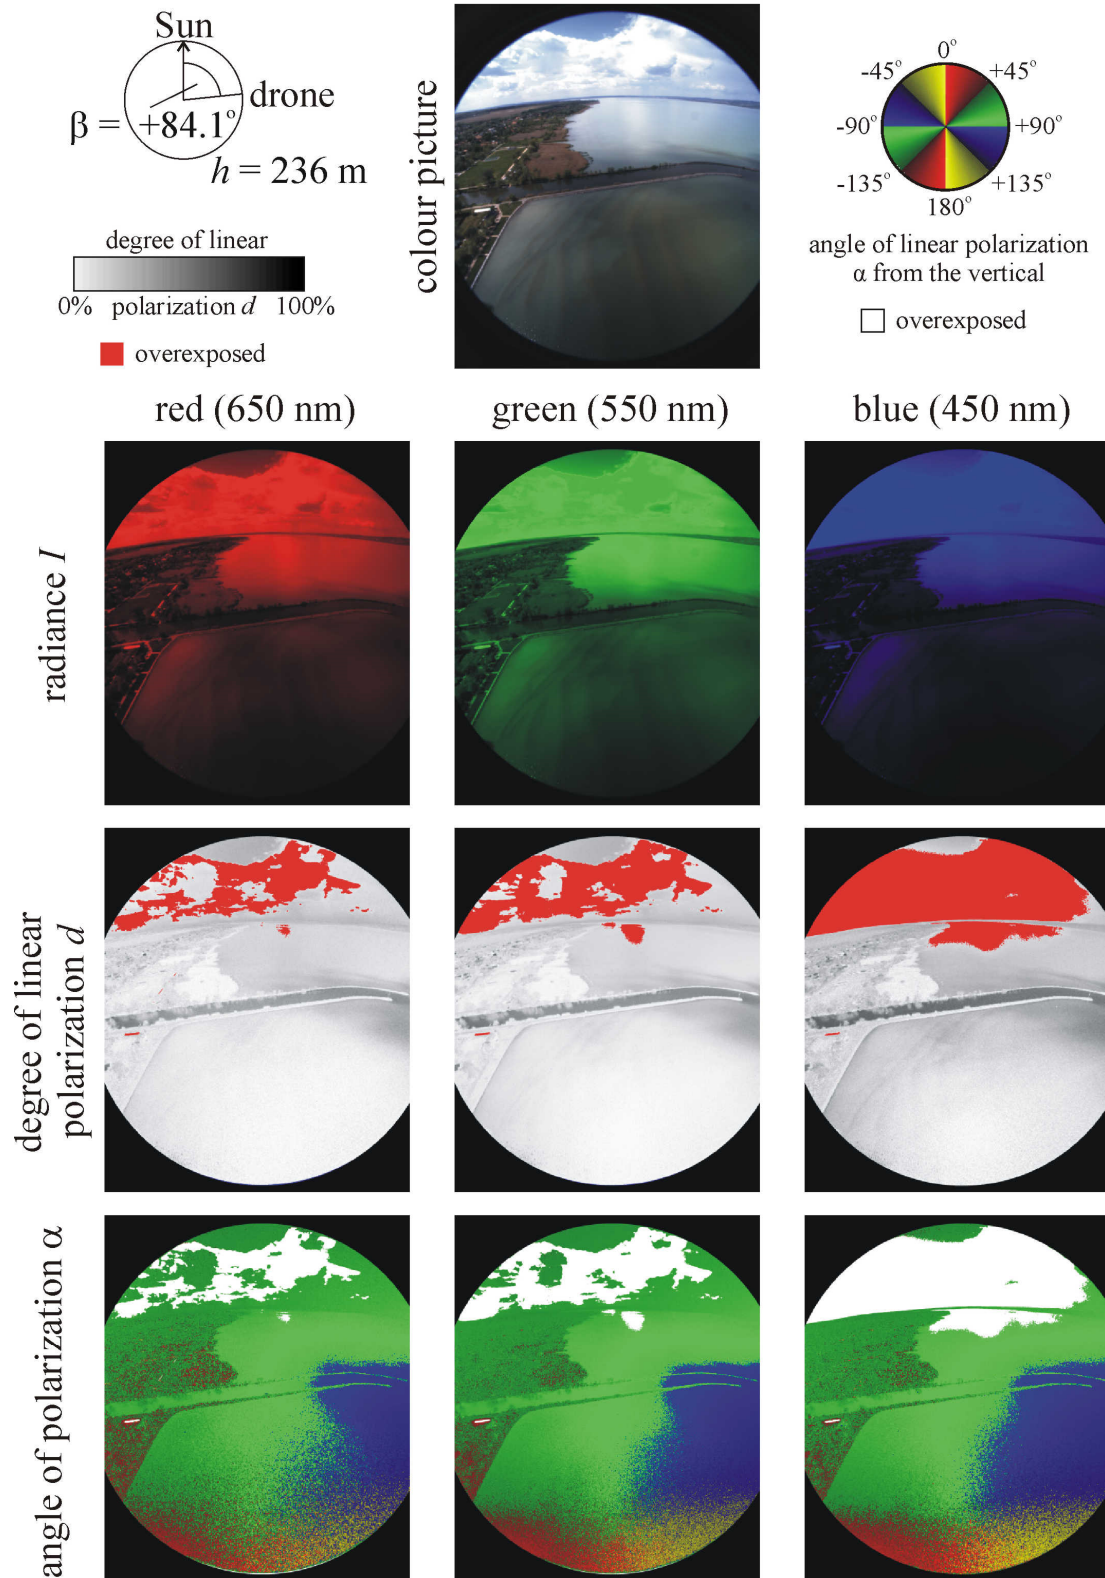 Sun
drone
β = +84.1°
h = 236 m
degree of linear
0% polarization d 100%
overexposed
colour picture
0°
-45° +45°
-90° +90°
-135° +135°
180°
angle of linear polarization
α from the vertical
overexposed
red (650 nm) green (550 nm) blue (450 nm)
radiance I
degree of linear
polarization d
angle of polarization α